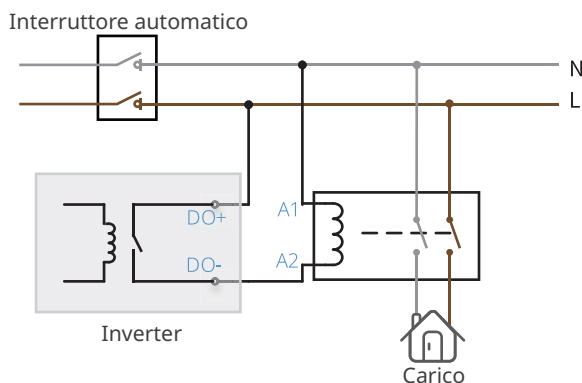 Interruttore automatico
N
L
DO+
A1
DO-
A2
Inverter
Carico